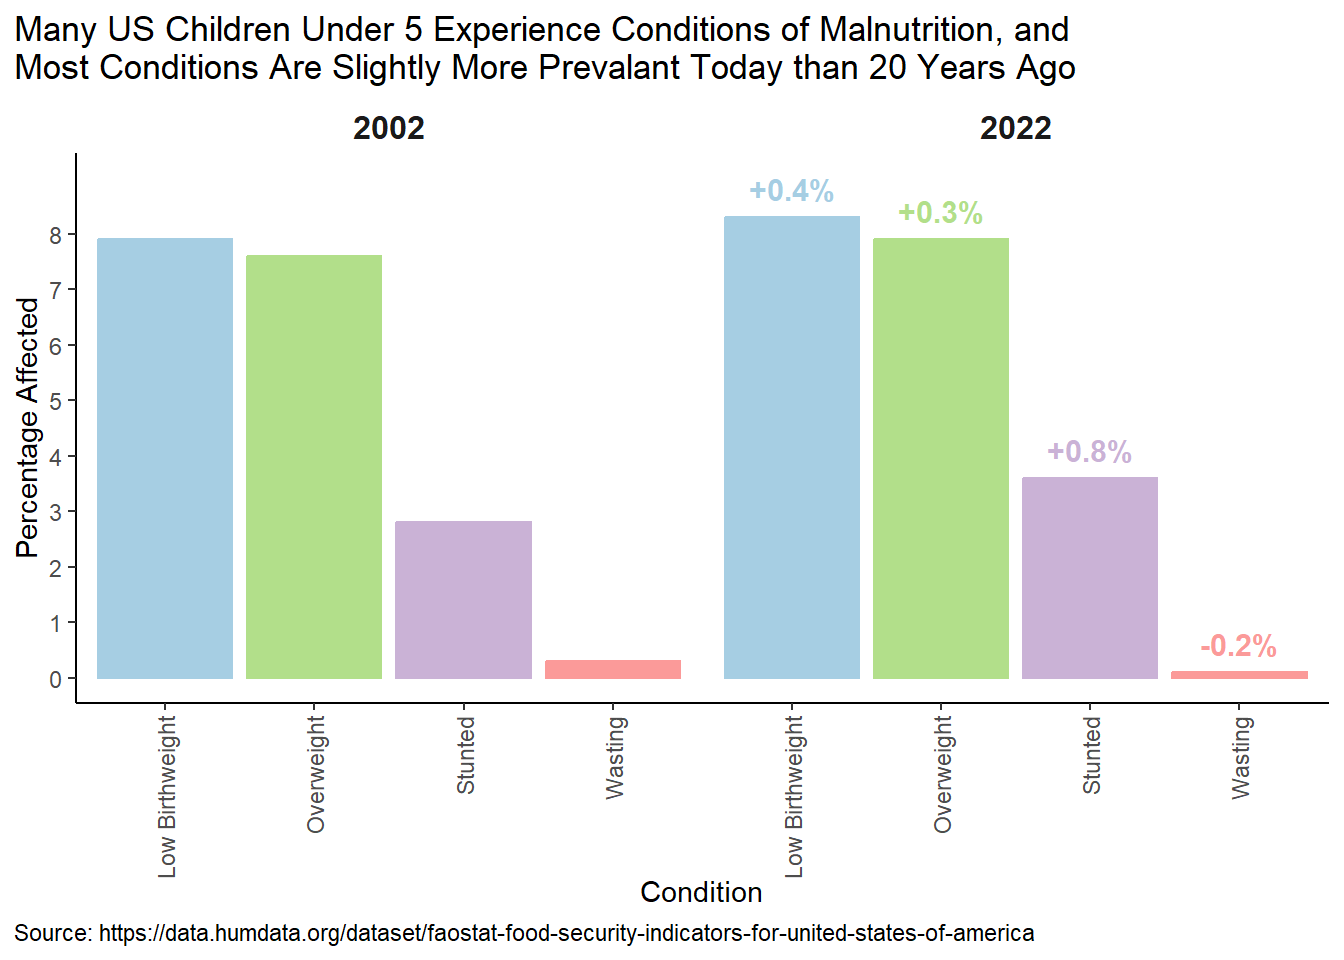 Many US Children Under 5 Experience Conditions of Malnutrition, and
Most Conditions Are Slightly More Prevalant Today than 20 Years Ago
2002
2022
Percentage Affected
8
7
6
5
4
3
2
1
0
+0.4%
+0.3%
+0.8%
-0.2%
Low Birthweight
Overweight
Stunted
Wasting
Low Birthweight
Overweight
Stunted
Wasting
Condition
Source: https://data.humdata.org/dataset/faostat-food-security-indicators-for-united-states-of-america